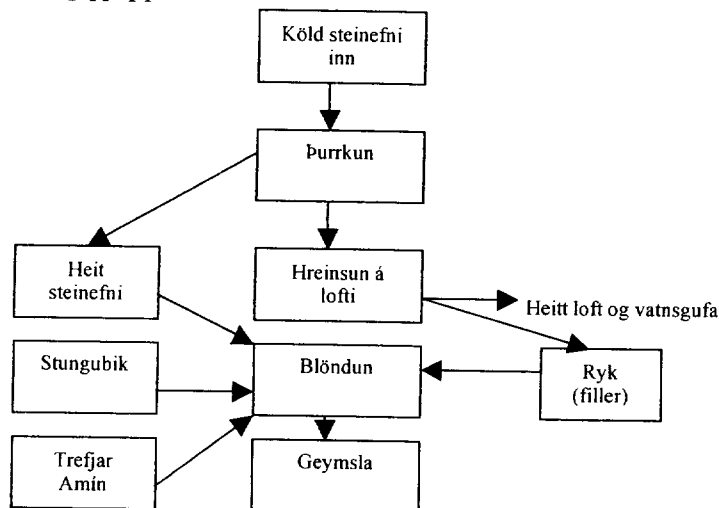 Köld steinefni
inn
Þurrkun
Heit
steinefni
Hreinsun á
lofti
Heitt loft og vatnsgufa
Stungubik
Blöndun
Ryk
(filler)
Trefjar
Amín
Geymsla